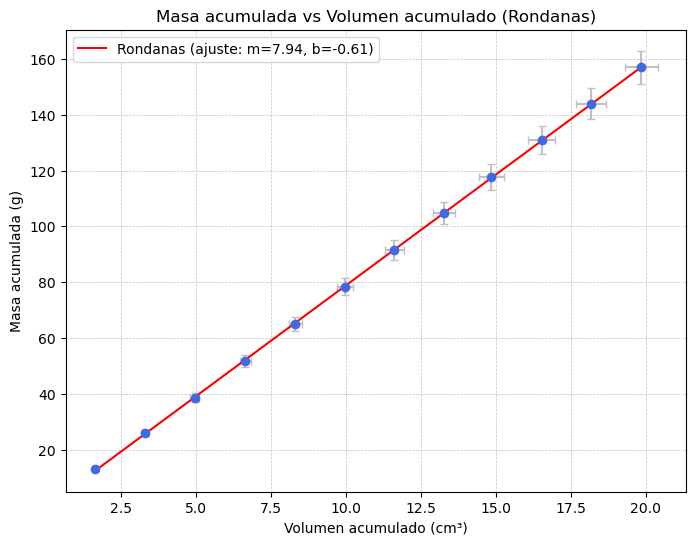 Masa acumulada vs Volumen acumulado (Rondanas)
Rondanas (ajuste: m=7.94, b=-0.61)
Masa acumulada (g)
160
140
120
100
80
60
40
20
2.5 5.0 7.5 10.0 12.5 15.0 17.5 20.0
Volumen acumulado (cm³)